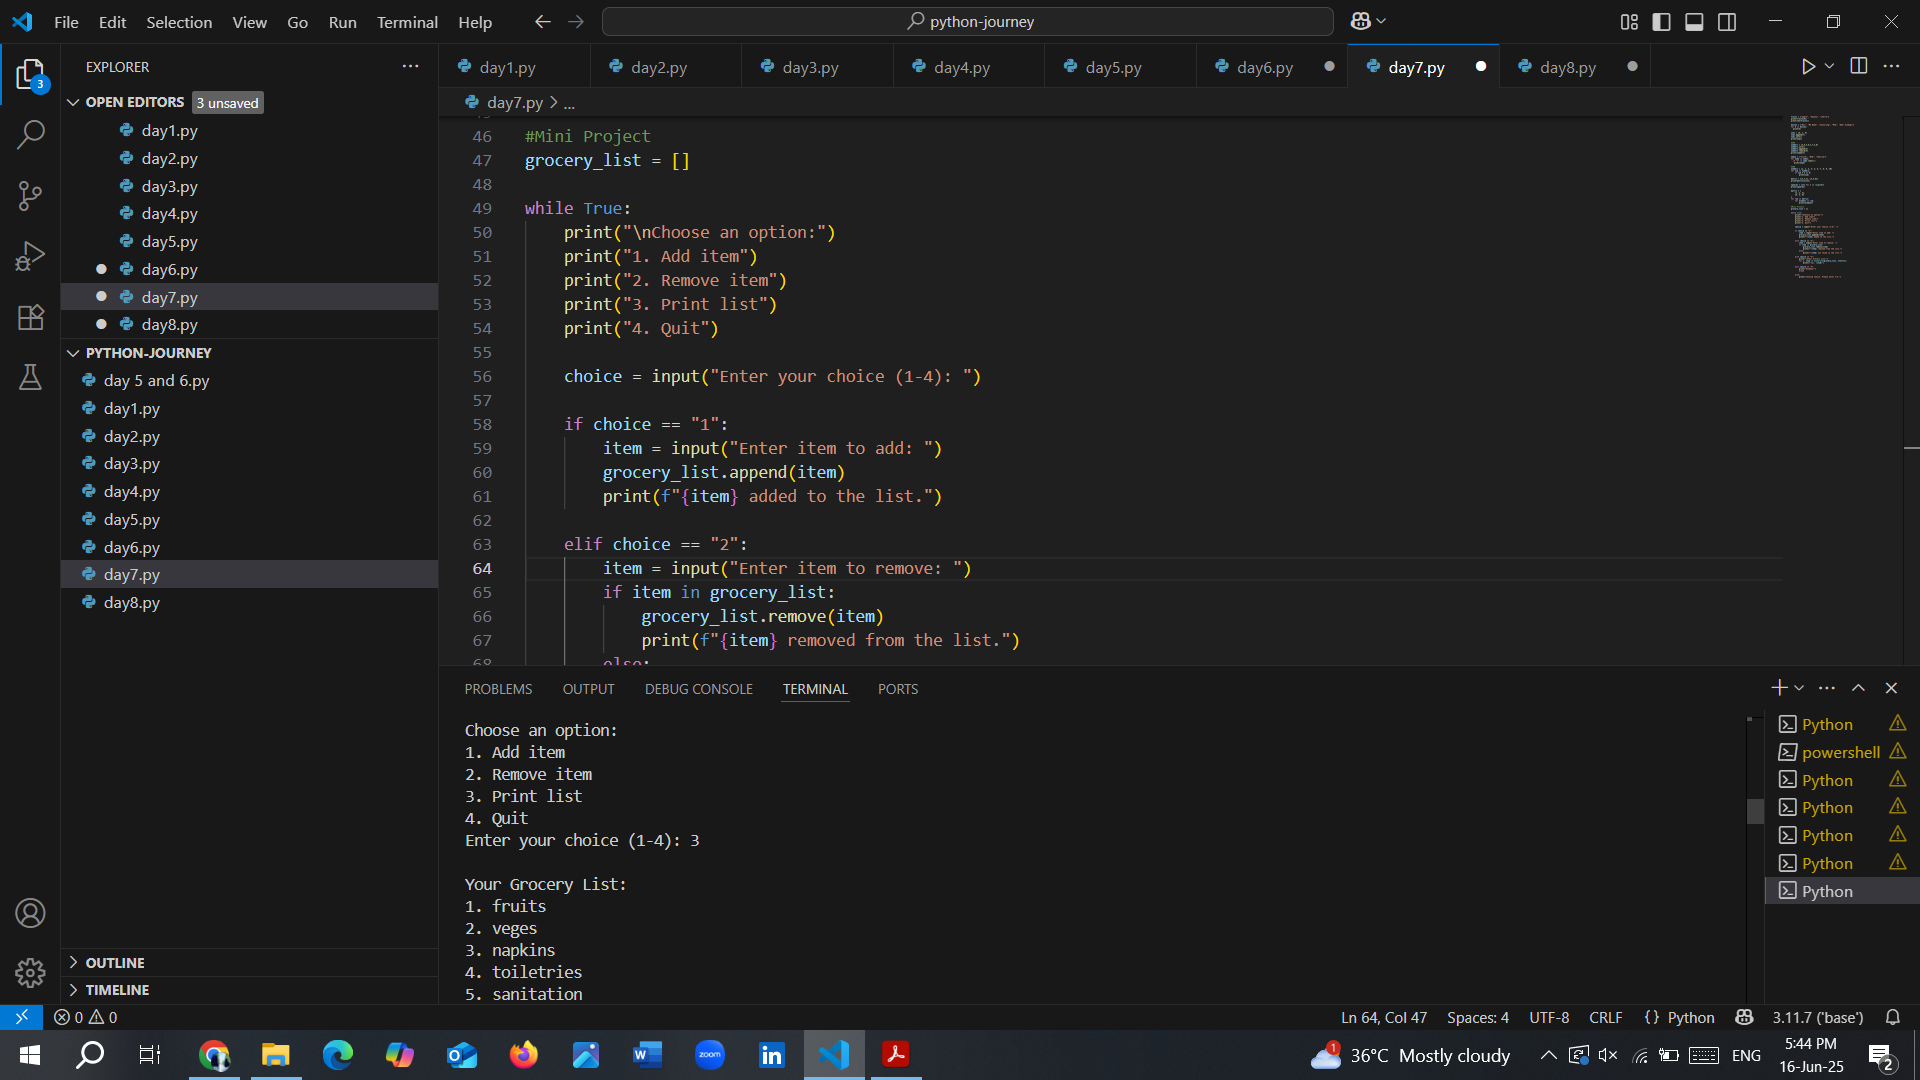 File Edit Selection View Go Run Terminal Help
python-journey
EXPLORER
3
OPEN EDITORS 3 unsaved
day1.py
day2.py
day3.py
day4.py
day5.py
day6.py
day7.py
day8.py
PYTHON-JOURNEY
day 5 and 6.py
day1.py
day2.py
day3.py
day4.py
day5.py
day6.py
day7.py
day8.py
OUTLINE
TIMELINE
day1.py day2.py day3.py day4.py day5.py day6.py day7.py day8.py
day7.py > ...
46 #Mini Project
47 grocery_list = []
48
49 while True:
50 print("\nChoose an option:")
51 print("1. Add item")
52 print("2. Remove item")
53 print("3. Print list")
54 print("4. Quit")
55
56 choice = input("Enter your choice (1-4): ")
57
58 if choice == "1":
59 item = input("Enter item to add: ")
60 grocery_list.append(item)
61 print(f"{item} added to the list.")
62
63 elif choice == "2":
64 item = input("Enter item to remove: ")
65 if item in grocery_list:
66 grocery_list.remove(item)
67 print(f"{item} removed from the list.")
68 else:
PROBLEMS OUTPUT DEBUG CONSOLE TERMINAL PORTS
Choose an option:
1. Add item
2. Remove item
3. Print list
4. Quit
Enter your choice (1-4): 3
Your Grocery List:
1. fruits
2. veges
3. napkins
4. toiletries
5. sanitation
Python
powershell
Python
Python
Python
Python
Python
0 0
Ln 64, Col 47 Spaces: 4 UTF-8 CRLF {} Python 3.11.7 ('base')
zoom
1
36°C Mostly cloudy
ENG
5:44 PM
16-Jun-25
2